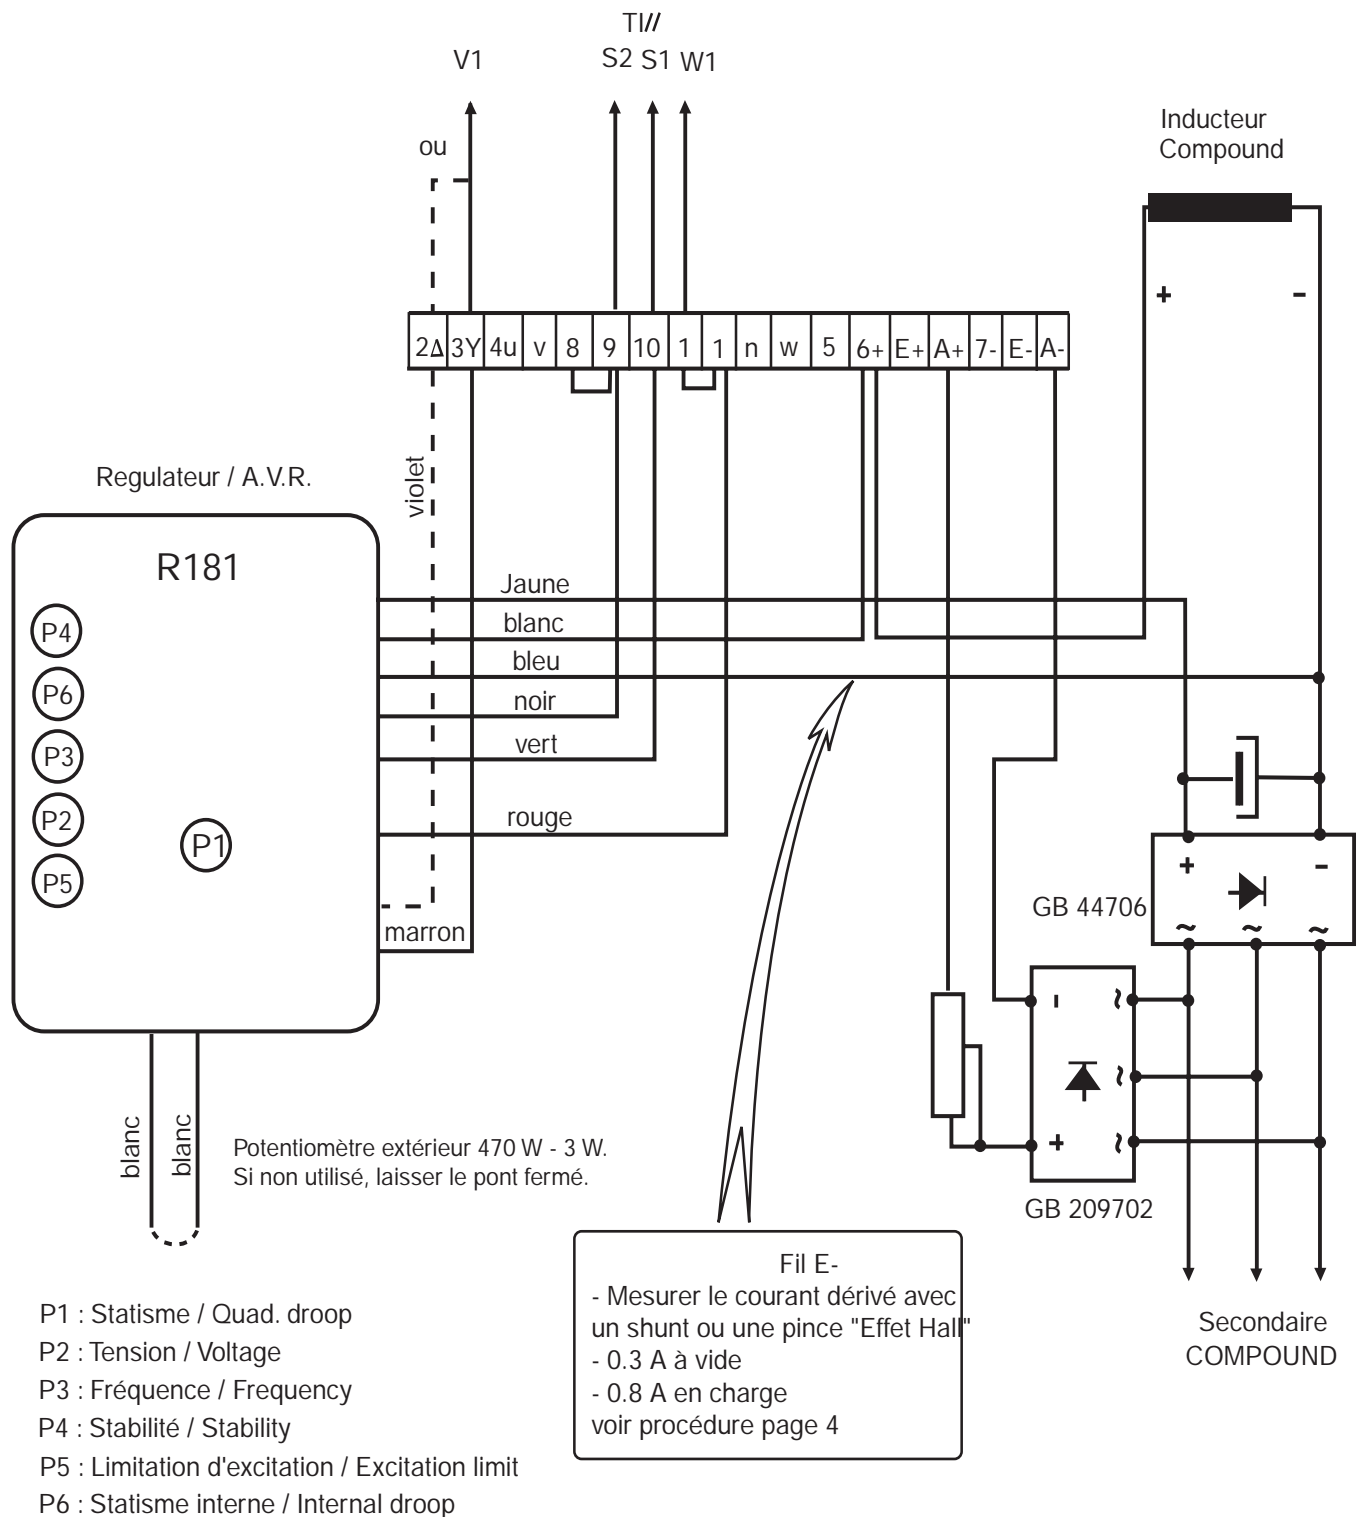 TI//
V1 S2 S1 W1
ou
Inducteur
Compound
+ -
2Δ 3Y 4u v 8 9 10 1 1 n w 5 6+ E+ A+ 7- E- A-
violet
Regulateur / A.V.R.
R181
P4
P6
P3
P2
P5
P1
Jaune
blanc
bleu
noir
vert
rouge
marron
+ -
GB 44706
~ ~ ~
- ~
~
+ ~
GB 209702
blanc
blanc
Potentiomètre extérieur 470 W - 3 W.
Si non utilisé, laisser le pont fermé.
Fil E-
- Mesurer le courant dérivé avec
un shunt ou une pince "Effet Hall"
- 0.3 A à vide
- 0.8 A en charge
voir procédure page 4
Secondaire
COMPOUND
P1 : Statisme / Quad. droop
P2 : Tension / Voltage
P3 : Fréquence / Frequency
P4 : Stabilité / Stability
P5 : Limitation d'excitation / Excitation limit
P6 : Statisme interne / Internal droop